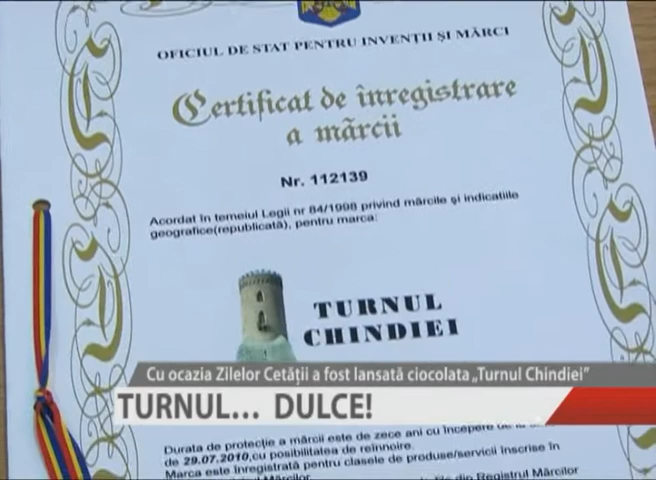 OFICIUL DE STAT PENTRU INVENȚII ȘI MĂRCI
Certificat de înregistrare
a mărcii
Nr. 112139
Acordat în temeiul Legii nr 84/1998 privind mărcile și indicațiile
geografice(republicată), pentru marca:
TURNUL
CHINDIEI
Cu ocazia Zilelor Cetății a fost lansată ciocolata „Turnul Chindiei”
TURNUL... DULCE!
Durata de protecție a mărcii este de zece ani cu începere de la
de 29.07.2010,cu posibilitatea de reînnoire.
Marca este înregistrată pentru clasele de produse/servicii înscrise în
din Registrul Mărcilor